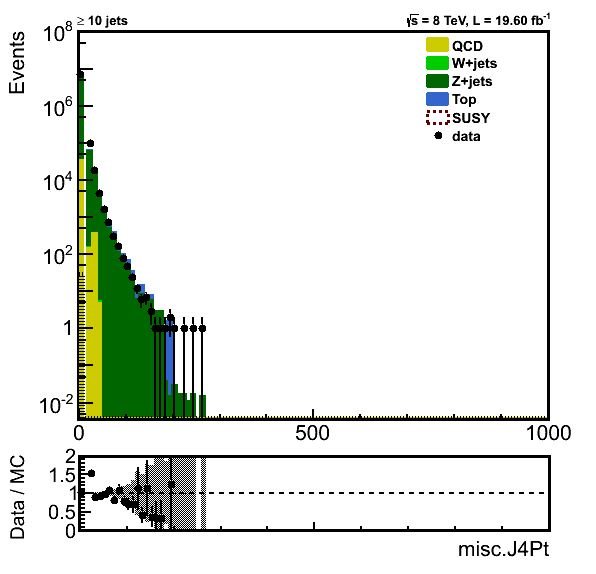 ≥ 10 jets
√s = 8 TeV, L = 19.60 fb⁻¹
Events
10⁸
10⁶
10⁴
10²
1
10⁻²
QCD
W+jets
Z+jets
Top
SUSY
data
0 500 1000
Data / MC
2
1.5
1
0.5
0
misc.J4Pt